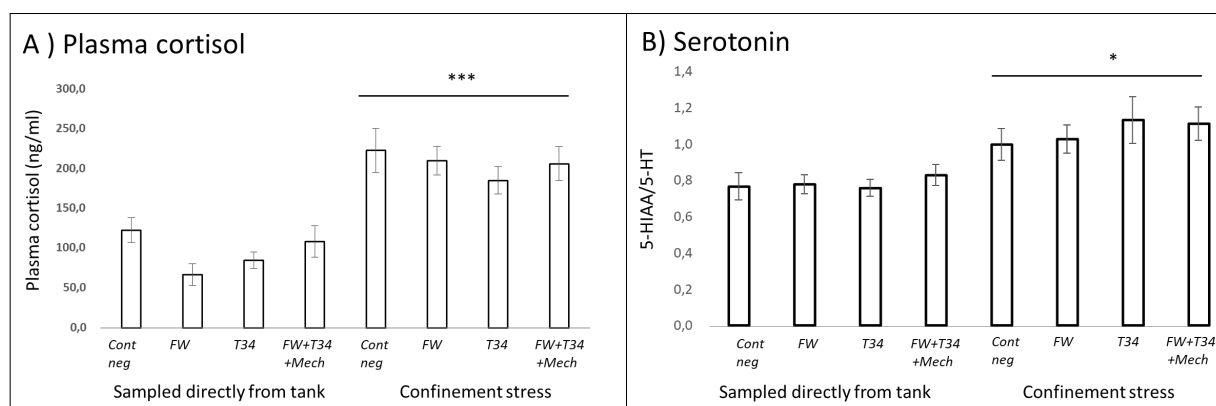 A ) Plasma cortisol
***
300,0
250,0
200,0
150,0
100,0
50,0
0,0
Plasma cortisol (ng/ml)
Cont neg FW T34 FW+T34 +Mech Cont neg FW T34 FW+T34 +Mech
Sampled directly from tank Confinement stress
B) Serotonin
*
1,4
1,2
1,0
0,8
0,6
0,4
0,2
0,0
5-HIAA/5-HT
Cont neg FW T34 FW+T34 +Mech Cont neg FW T34 FW+T34 +Mech
Sampled directly from tank Confinement stress